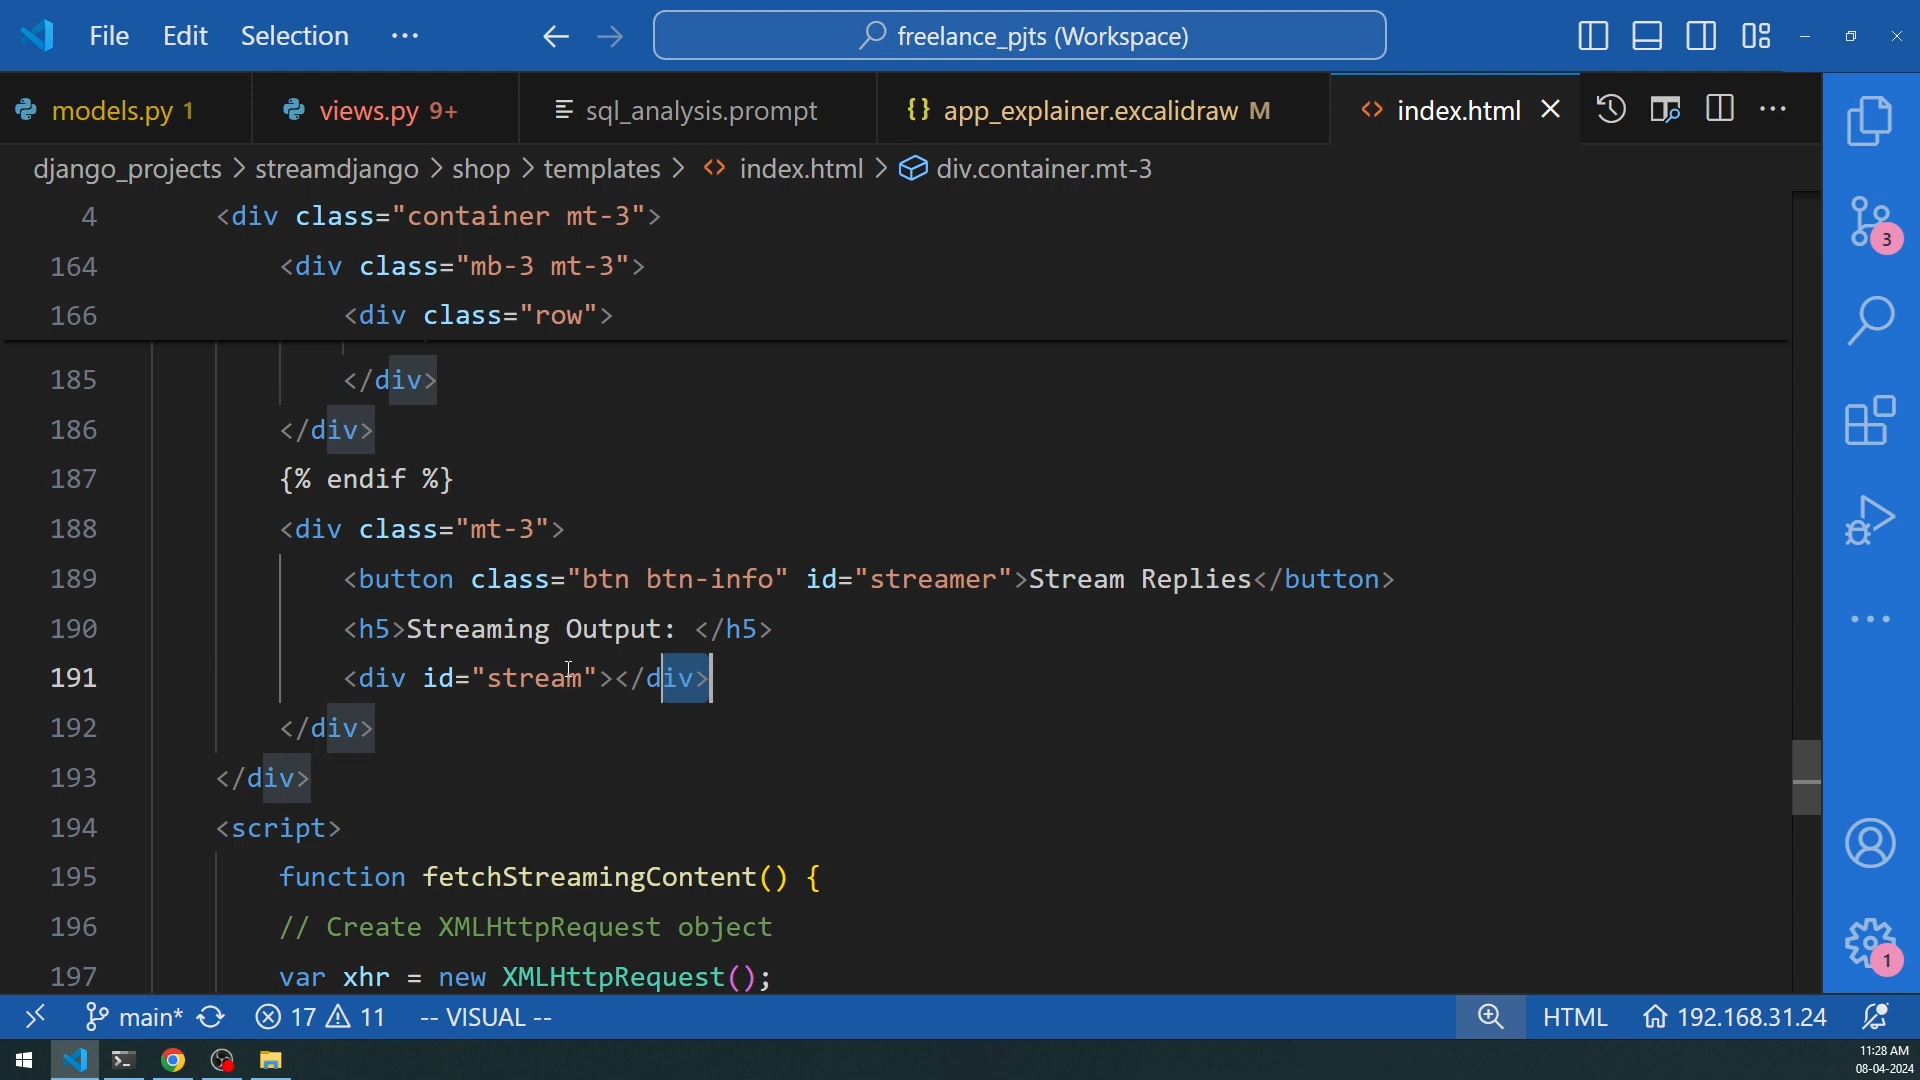 File Edit Selection ··· freelance_pjts (Workspace)
models.py 1 views.py 9+ sql_analysis.prompt {} app_explainer.excalidraw M <> index.html
django_projects > streamdjango > shop > templates > <> index.html > div.container.mt-3
4 <div class="container mt-3">
164 <div class="mb-3 mt-3">
166 <div class="row">
185 </div>
186 </div>
187 {% endif %}
188 <div class="mt-3">
189 <button class="btn btn-info" id="streamer">Stream Replies</button>
190 <h5>Streaming Output: </h5>
191 <div id="stream"></div>
192 </div>
193 </div>
194 <script>
195 function fetchStreamingContent() {
196 // Create XMLHttpRequest object
197 var xhr = new XMLHttpRequest();
3
1
main* 17 11 -- VISUAL -- HTML 192.168.31.24
11:28 AM
08-04-2024